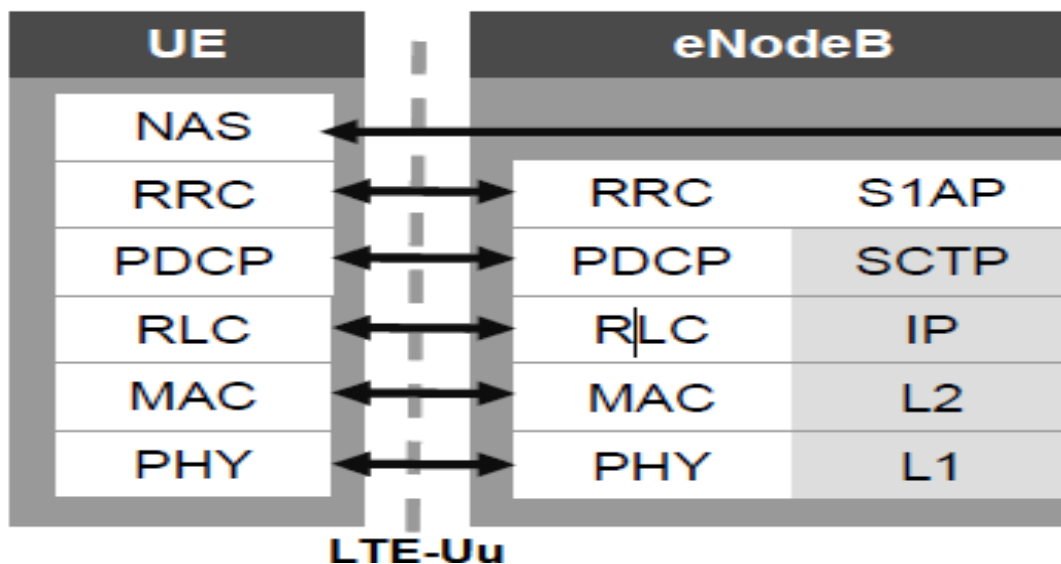 UE eNodeB
NAS
RRC RRC S1AP
PDCP PDCP SCTP
RLC RLC IP
MAC MAC L2
PHY PHY L1
LTE-Uu